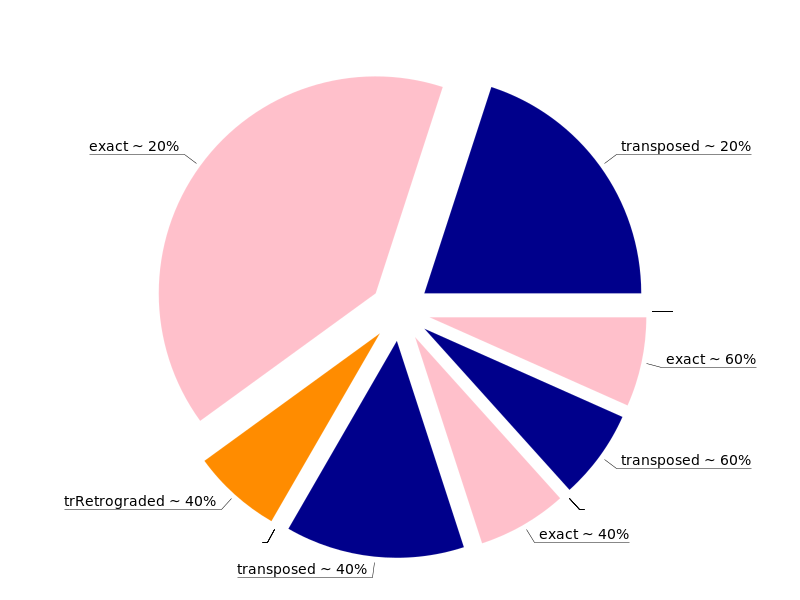 exact ~ 20%
transposed ~ 20%
exact ~ 60%
transposed ~ 60%
trRetrograded ~ 40%
exact ~ 40%
transposed ~ 40%